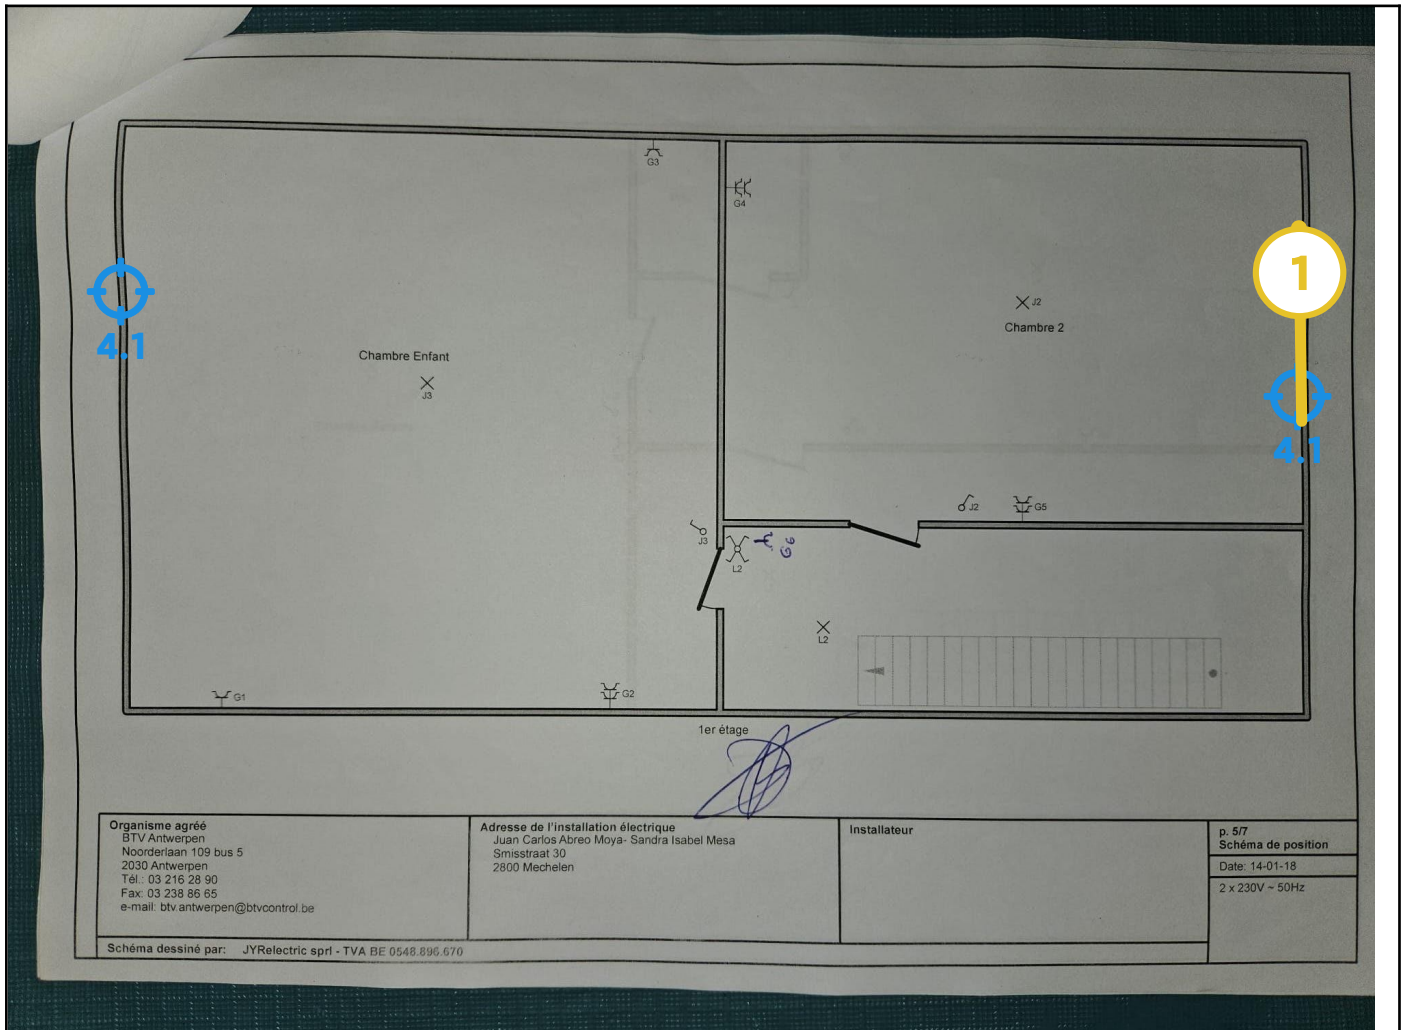 G3
G4
1
J2
Chambre 2
4.1
Chambre Enfant
J3
4.1
J2
G5
J3
L2
G6
L2
G1
G2
1er étage
Organisme agréé
BTV Antwerpen
Noorderlaan 109 bus 5
2030 Antwerpen
Tél.: 03 216 28 90
Fax: 03 238 86 65
e-mail: btv.antwerpen@btvcontrol.be
Adresse de l'installation électrique
Juan Carlos Abreo Moya- Sandra Isabel Mesa
Smisstraat 30
2800 Mechelen
Installateur
p. 5/7
Schéma de position
Date: 14-01-18
2 x 230V ~ 50Hz
Schéma dessiné par: JYRelectric sprl - TVA BE 0548.896.670